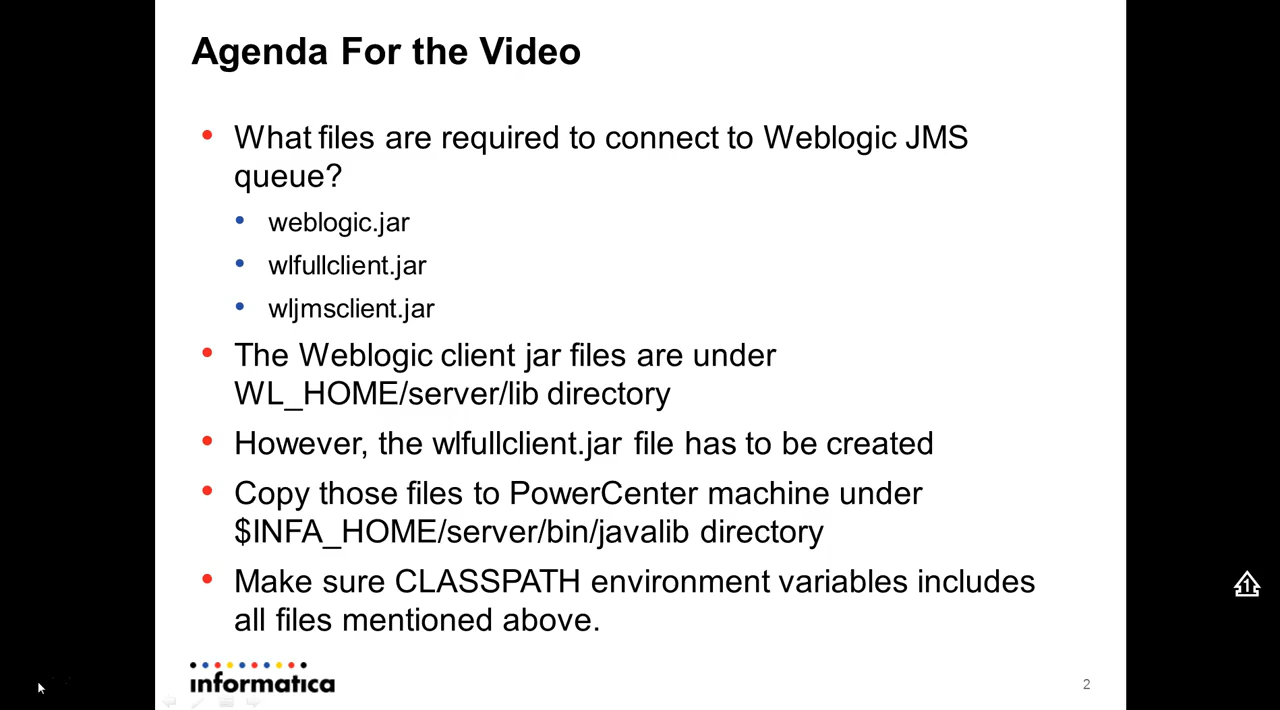 Agenda For the Video
What files are required to connect to Weblogic JMS
queue?
weblogic.jar
wlfullclient.jar
wljmsclient.jar
The Weblogic client jar files are under
WL_HOME/server/lib directory
However, the wlfullclient.jar file has to be created
Copy those files to PowerCenter machine under
$INFA_HOME/server/bin/javalib directory
Make sure CLASSPATH environment variables includes
all files mentioned above.
informatica
2
1